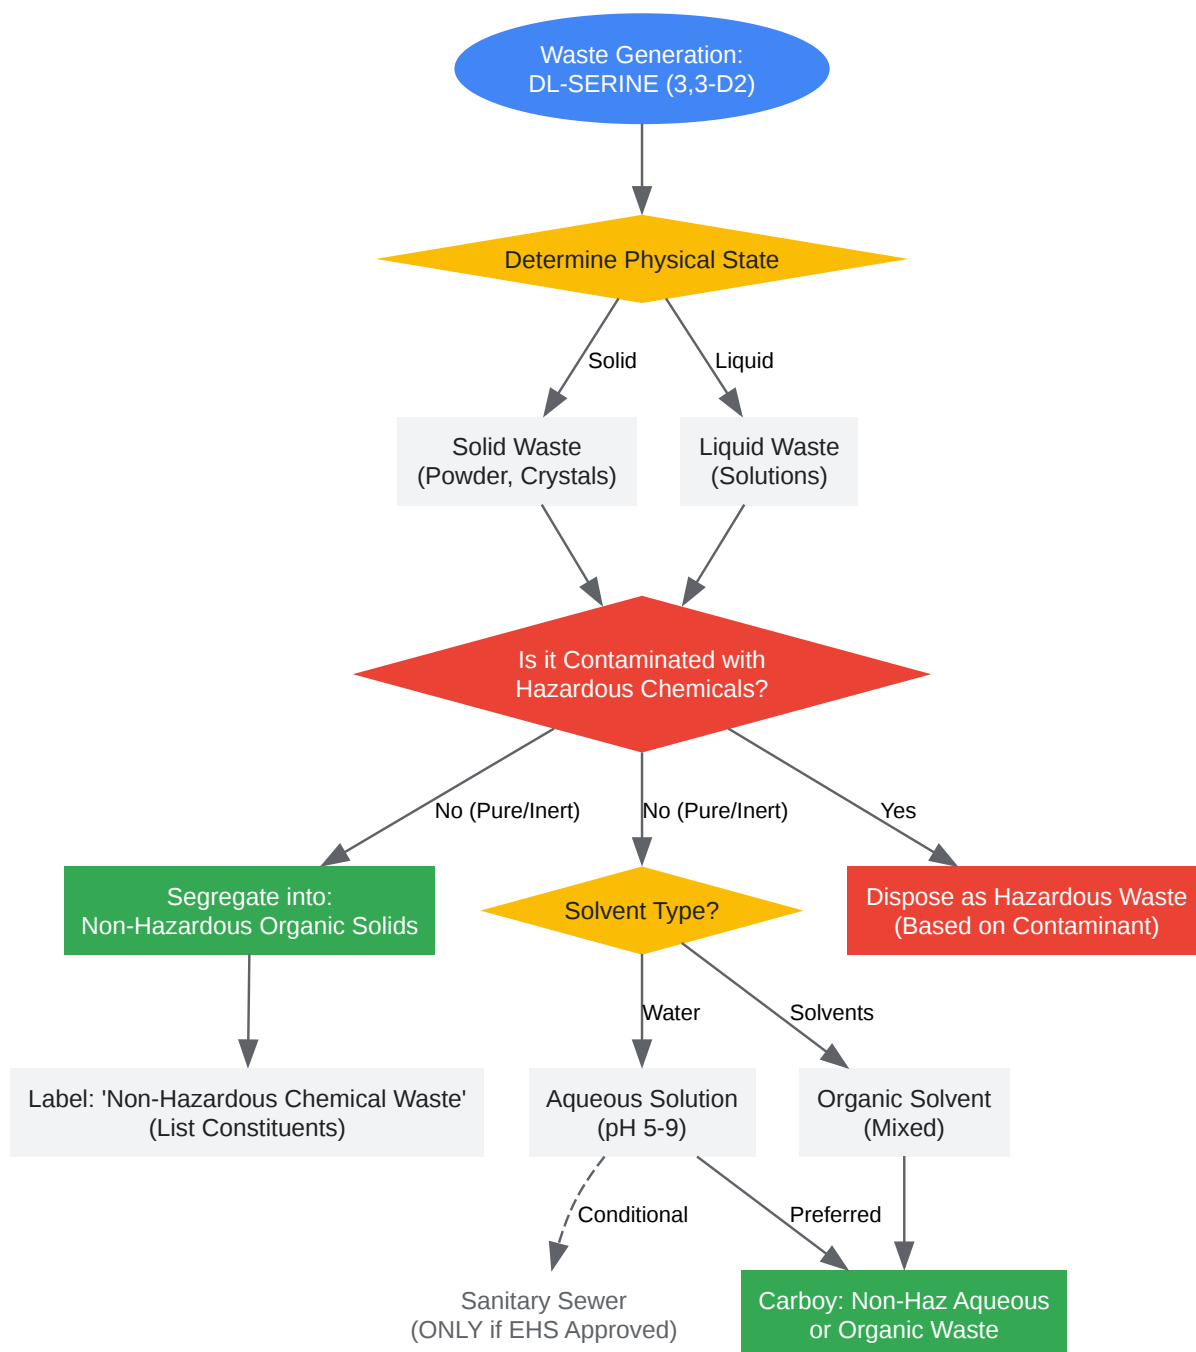 Waste Generation:
DL-SERINE (3,3-D2)
Determine Physical State
Solid
Liquid
Solid Waste
(Powder, Crystals)
Liquid Waste
(Solutions)
Is it Contaminated with
Hazardous Chemicals?
No (Pure/Inert)
No (Pure/Inert)
Yes
Segregate into:
Non-Hazardous Organic Solids
Solvent Type?
Dispose as Hazardous Waste
(Based on Contaminant)
Water
Solvents
Label: 'Non-Hazardous Chemical Waste'
(List Constituents)
Aqueous Solution
(pH 5-9)
Organic Solvent
(Mixed)
Conditional
Preferred
Sanitary Sewer
(ONLY if EHS Approved)
Carboy: Non-Haz Aqueous
or Organic Waste